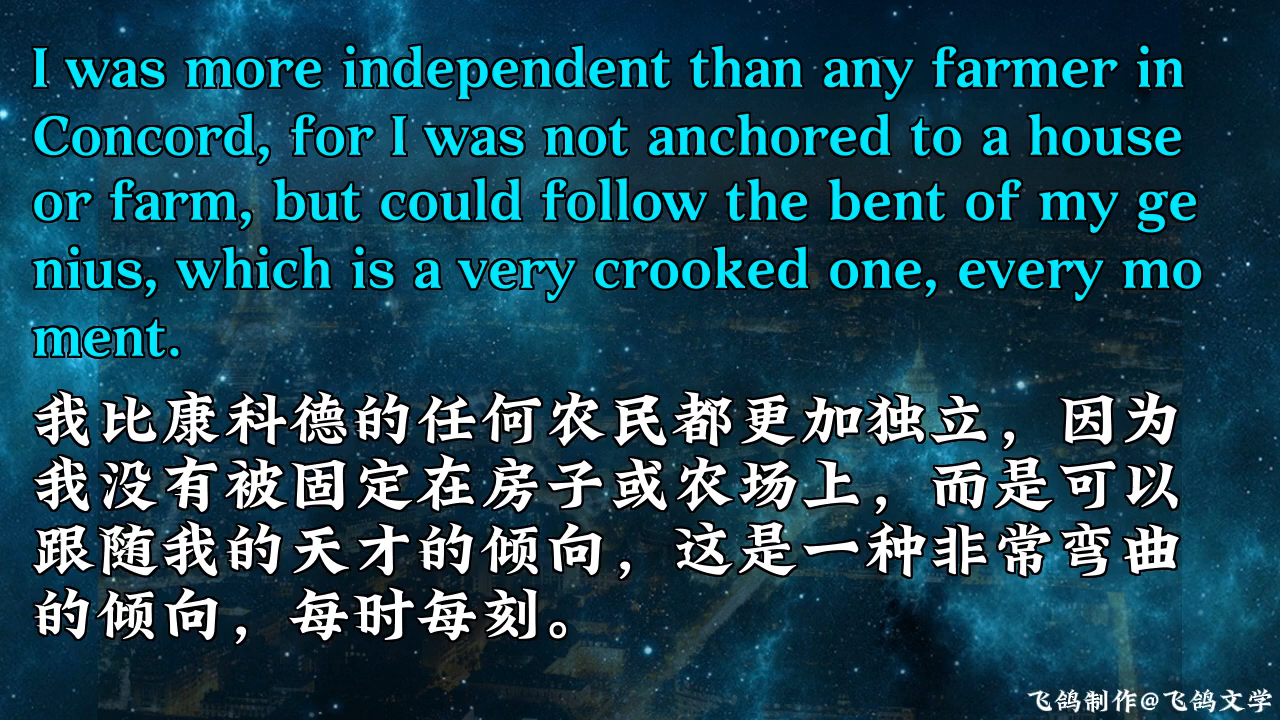 I was more independent than any farmer in
Concord, for I was not anchored to a house
or farm, but could follow the bent of my ge
nius, which is a very crooked one, every mo
ment.
我比康科德的任何农民都更加独立，因为
我没有被固定在房子或农场上，而是可以
跟随我的天才的倾向，这是一种非常弯曲
的倾向，每时每刻。
飞鸽制作@飞鸽文学